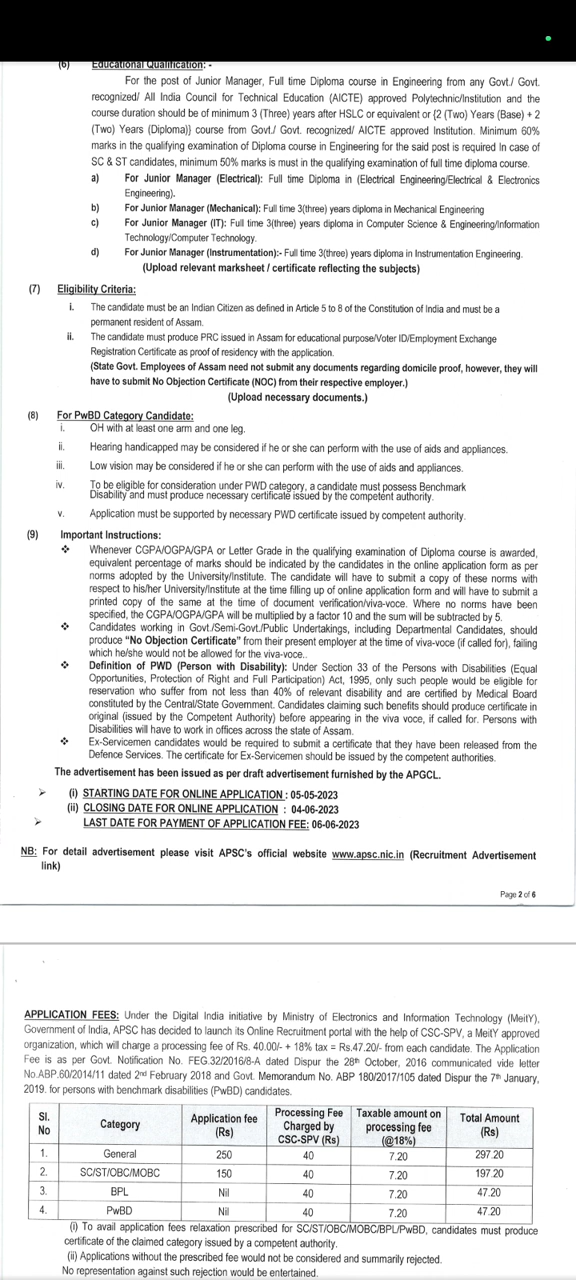 (6) Educational Qualification: -
For the post of Junior Manager, Full time Diploma course in Engineering from any Govt./ Govt.
recognized/ All India Council for Technical Education (AICTE) approved Polytechnic/Institution and the
course duration should be of minimum 3 (Three) years after HSLC or equivalent or {2 (Two) Years (Base) + 2
(Two) Years (Diploma)} course from Govt./ Govt. recognized/ AICTE approved Institution. Minimum 60%
marks in the qualifying examination of Diploma course in Engineering for the said post is required In case of
SC & ST candidates, minimum 50% marks is must in the qualifying examination of full time diploma course.
a) For Junior Manager (Electrical): Full time Diploma in (Electrical Engineering/Electrical & Electronics
Engineering).
b) For Junior Manager (Mechanical): Full time 3(three) years diploma in Mechanical Engineering
c) For Junior Manager (IT): Full time 3(three) years diploma in Computer Science & Engineering/Information
Technology/Computer Technology.
d) For Junior Manager (Instrumentation):- Full time 3(three) years diploma in Instrumentation Engineering.
(Upload relevant marksheet / certificate reflecting the subjects)
(7) Eligibility Criteria:
i. The candidate must be an Indian Citizen as defined in Article 5 to 8 of the Constitution of India and must be a
permanent resident of Assam.
ii. The candidate must produce PRC issued in Assam for educational purpose/Voter ID/Employment Exchange
Registration Certificate as proof of residency with the application.
(State Govt. Employees of Assam need not submit any documents regarding domicile proof, however, they will
have to submit No Objection Certificate (NOC) from their respective employer.)
(Upload necessary documents.)
(8) For PwBD Category Candidate:
i. OH with at least one arm and one leg.
ii. Hearing handicapped may be considered if he or she can perform with the use of aids and appliances.
iii. Low vision may be considered if he or she can perform with the use of aids and appliances.
iv. To be eligible for consideration under PWD category, a candidate must possess Benchmark
Disability and must produce necessary certificate issued by the competent authority.
v. Application must be supported by necessary PWD certificate issued by competent authority.
(9) Important Instructions:
❖ Whenever CGPA/OGPA/GPA or Letter Grade in the qualifying examination of Diploma course is awarded,
equivalent percentage of marks should be indicated by the candidates in the online application form as per
norms adopted by the University/Institute. The candidate will have to submit a copy of these norms with
respect to his/her University/Institute at the time filling up of online application form and will have to submit a
printed copy of the same at the time of document verification/viva-voce. Where no norms have been
specified, the CGPA/OGPA/GPA will be multiplied by a factor 10 and the sum will be subtracted by 5.
❖ Candidates working in Govt./Semi-Govt./Public Undertakings, including Departmental Candidates, should
produce "No Objection Certificate" from their present employer at the time of viva-voce (if called for), failing
which he/she would not be allowed for the viva-voce..
❖ Definition of PWD (Person with Disability): Under Section 33 of the Persons with Disabilities (Equal
Opportunities, Protection of Right and Full Participation) Act, 1995, only such people would be eligible for
reservation who suffer from not less than 40% of relevant disability and are certified by Medical Board
constituted by the Central/State Government. Candidates claiming such benefits should produce certificate in
original (issued by the Competent Authority) before appearing in the viva voce, if called for. Persons with
Disabilities will have to work in offices across the state of Assam.
❖ Ex-Servicemen candidates would be required to submit a certificate that they have been released from the
Defence Services. The certificate for Ex-Servicemen should be issued by the competent authorities.
The advertisement has been issued as per draft advertisement furnished by the APGCL.
➢ (i) STARTING DATE FOR ONLINE APPLICATION : 05-05-2023
(ii) CLOSING DATE FOR ONLINE APPLICATION : 04-06-2023
➢ LAST DATE FOR PAYMENT OF APPLICATION FEE: 06-06-2023
NB: For detail advertisement please visit APSC's official website www.apsc.nic.in (Recruitment Advertisement
link)
Page 2 of 6
APPLICATION FEES: Under the Digital India initiative by Ministry of Electronics and Information Technology (MeitY),
Government of India, APSC has decided to launch its Online Recruitment portal with the help of CSC-SPV, a MeitY approved
organization, which will charge a processing fee of Rs. 40.00/- + 18% tax = Rs.47.20/- from each candidate. The Application
Fee is as per Govt. Notification No. FEG.32/2016/8-A dated Dispur the 28th October, 2016 communicated vide letter
No.ABP.60/2014/11 dated 2nd February 2018 and Govt. Memorandum No. ABP 180/2017/105 dated Dispur the 7th January,
2019. for persons with benchmark disabilities (PwBD) candidates.
Sl. No Category Application fee (Rs) Processing Fee Charged by CSC-SPV (Rs) Taxable amount on processing fee (@18%) Total Amount (Rs)
1. General 250 40 7.20 297.20
2. SC/ST/OBC/MOBC 150 40 7.20 197.20
3. BPL Nil 40 7.20 47.20
4. PwBD Nil 40 7.20 47.20
(i) To avail application fees relaxation prescribed for SC/ST/OBC/MOBC/BPL/PwBD, candidates must produce
certificate of the claimed category issued by a competent authority.
(ii) Applications without the prescribed fee would not be considered and summarily rejected.
No representation against such rejection would be entertained.